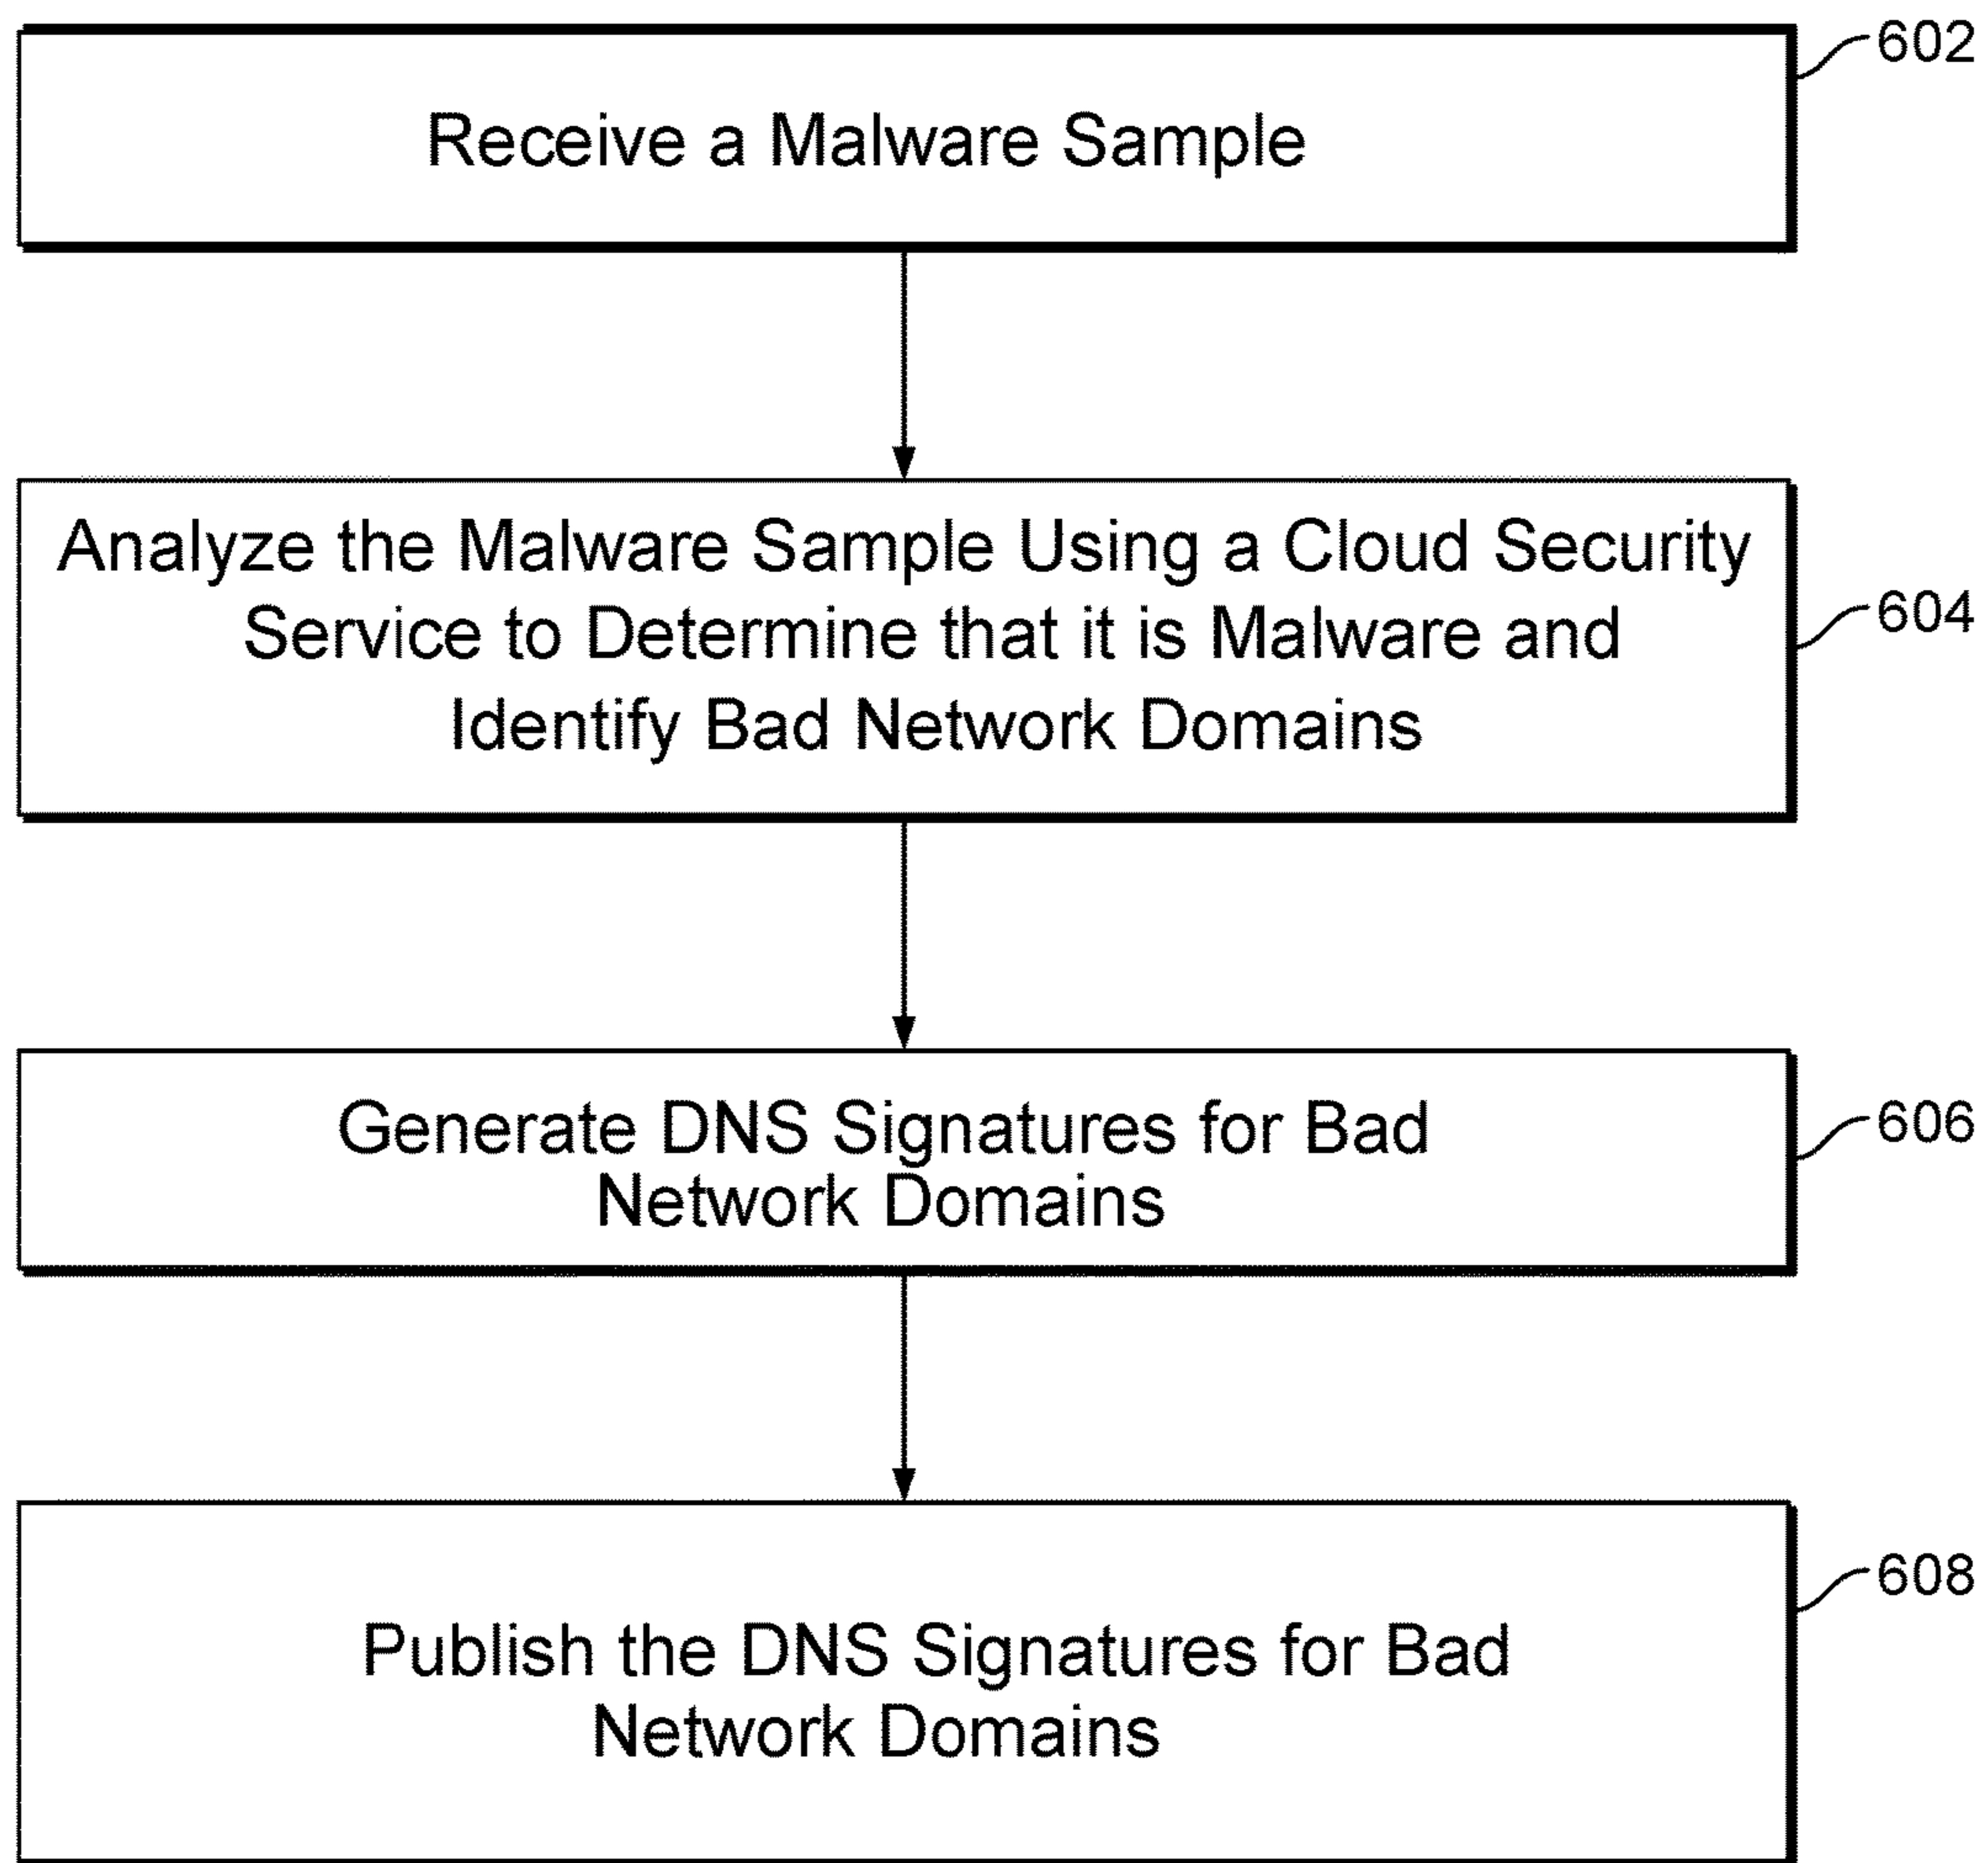 602
Receive a Malware Sample
Analyze the Malware Sample Using a Cloud Security
Service to Determine that it is Malware and
Identify Bad Network Domains
604
Generate DNS Signatures for Bad
Network Domains
606
608
Publish the DNS Signatures for Bad
Network Domains